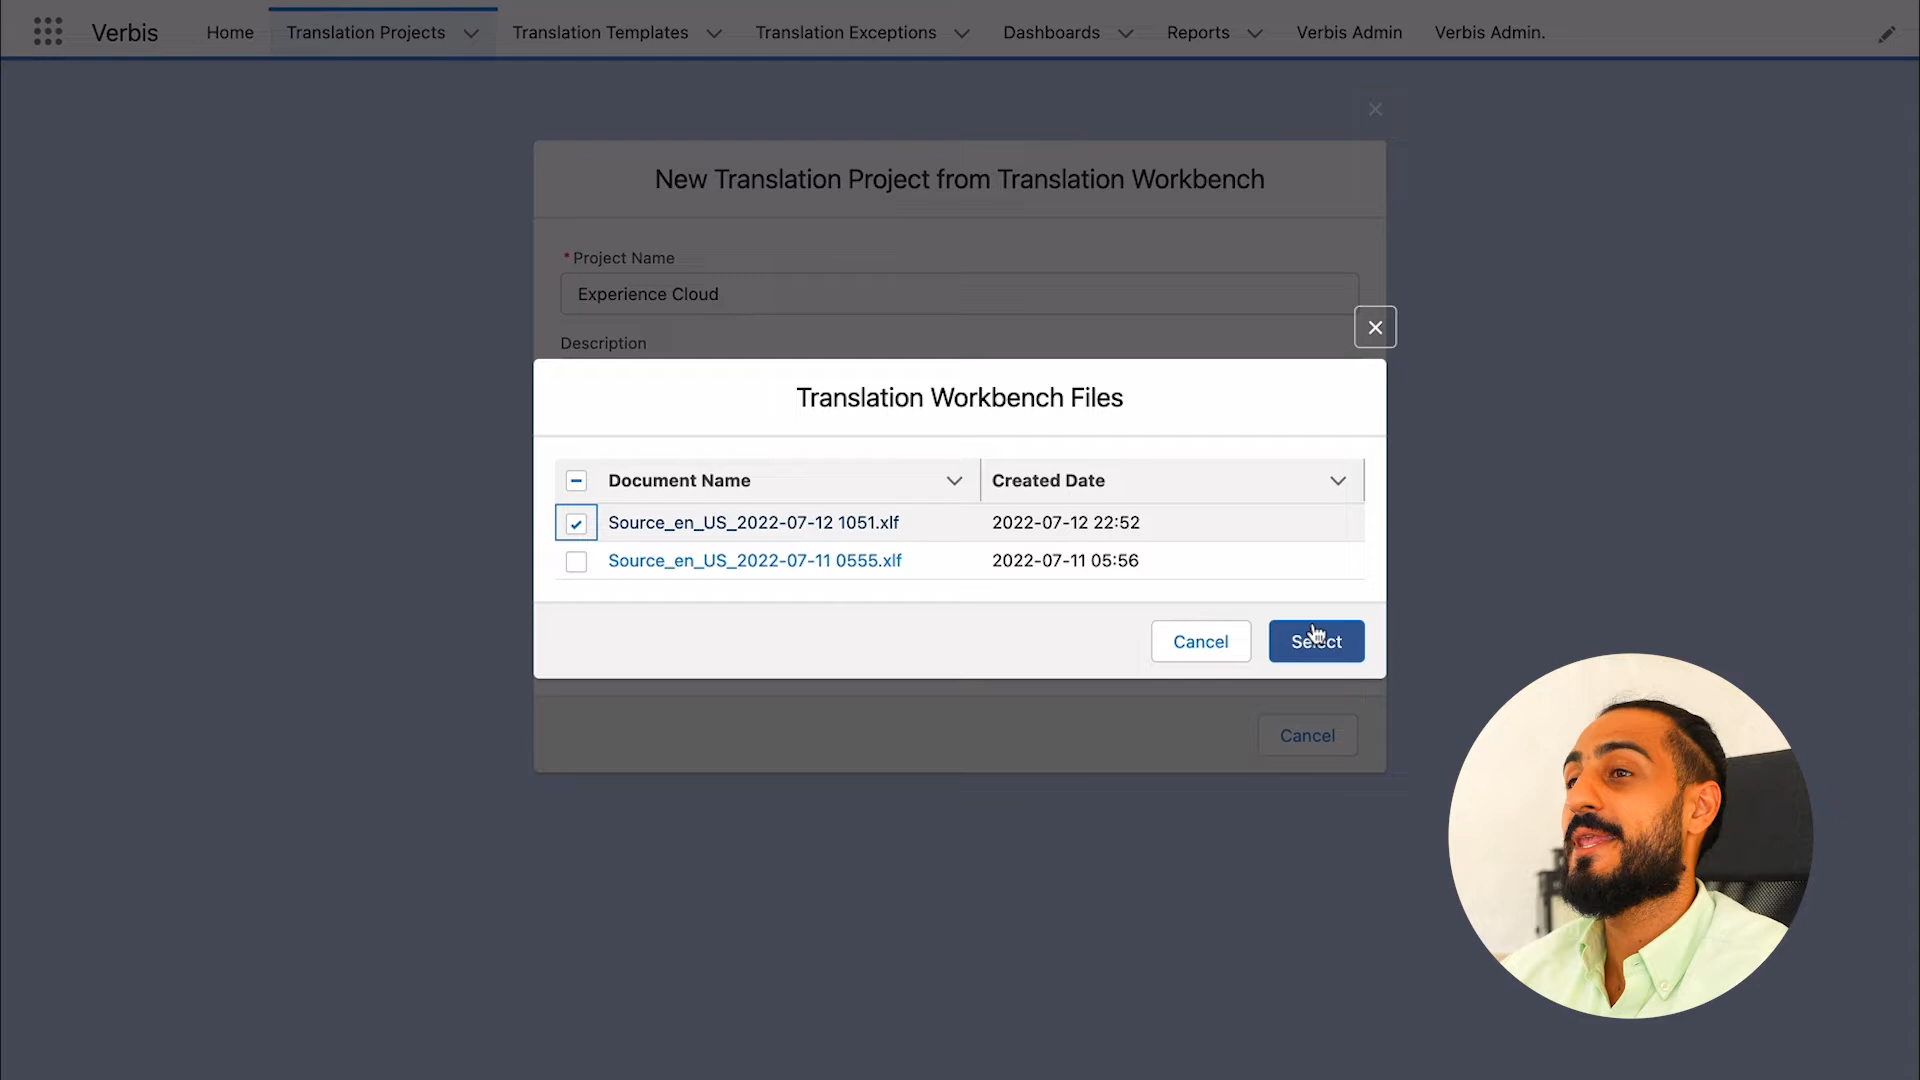 Verbis
Home
Translation Projects
Translation Templates
Translation Exceptions
Dashboards
Reports
Verbis Admin
Verbis Admin.
New Translation Project from Translation Workbench
* Project Name
Experience Cloud
Description
Translation Workbench Files
Document Name
Created Date
Source_en_US_2022-07-12 1051.xlf
2022-07-12 22:52
Source_en_US_2022-07-11 0555.xlf
2022-07-11 05:56
Cancel
Select
Cancel